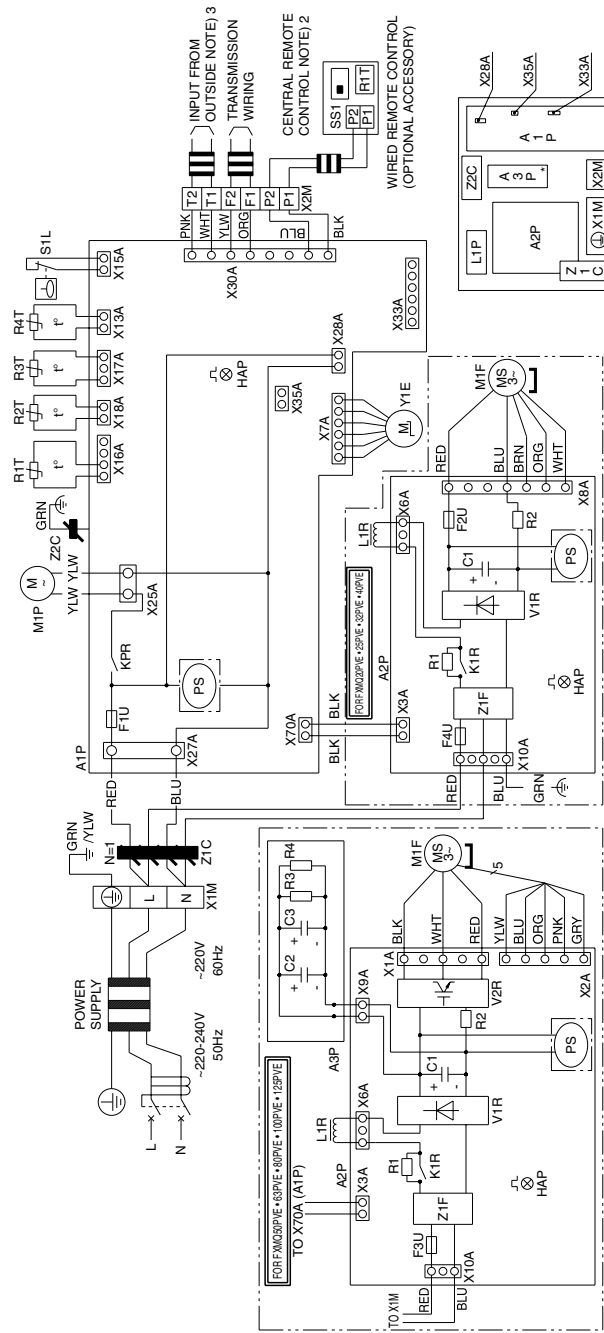 POWER
SUPPLY
L
N
~220-240V
50Hz
~220V
60Hz
GRN
/YLW
N=1
X1M
L
N
Z1C
RED
BLU
A1P
F1U
X27A
KPR
PS
M1P
M
~
YLW
YLW
X25A
Z2C
GRN
R1T
t°
X16A
R2T
t°
X18A
R3T
t°
X17A
R4T
t°
X13A
S1L
X15A
HAP
X28A
X35A
X33A
X7A
M
Y1E
X30A
PNK
WHT
YLW
ORG
BLU
BLK
T2
T1
F2
F1
P2
P1
X2M
INPUT FROM
OUTSIDE NOTE) 3
TRANSMISSION
WIRING
CENTRAL REMOTE
CONTROL NOTE) 2
SS1
R1T
P2
P1
WIRED REMOTE CONTROL
(OPTIONAL ACCESSORY)
X70A
BLK
BLK
X3A
FOR FXMQ20PVE • 25PVE • 32PVE • 40PVE
A2P
RED
BLU
GRN
X10A
F4U
Z1F
R1
K1R
L1R
X6A
V1R
C1
+
-
F2U
R2
PS
HAP
X8A
RED
BLU
BRN
ORG
WHT
M1F
MS
3~
FOR FXMQ50PVE • 63PVE • 80PVE • 100PVE • 125PVE
TO X70A (A1P)
A2P
X3A
TO X1M
RED
BLU
X10A
F3U
Z1F
R1
K1R
L1R
X6A
V1R
C1
+
-
A3P
X9A
C2
+
-
C3
+
-
R3
R4
R2
V2R
PS
HAP
X1A
BLK
WHT
RED
M1F
MS
3~
5
X2A
YLW
BLU
ORG
PNK
GRY
L1P
Z2C
A2P
A3P*
A1P
Z1C
X1M
X2M
X28A
X35A
X33A